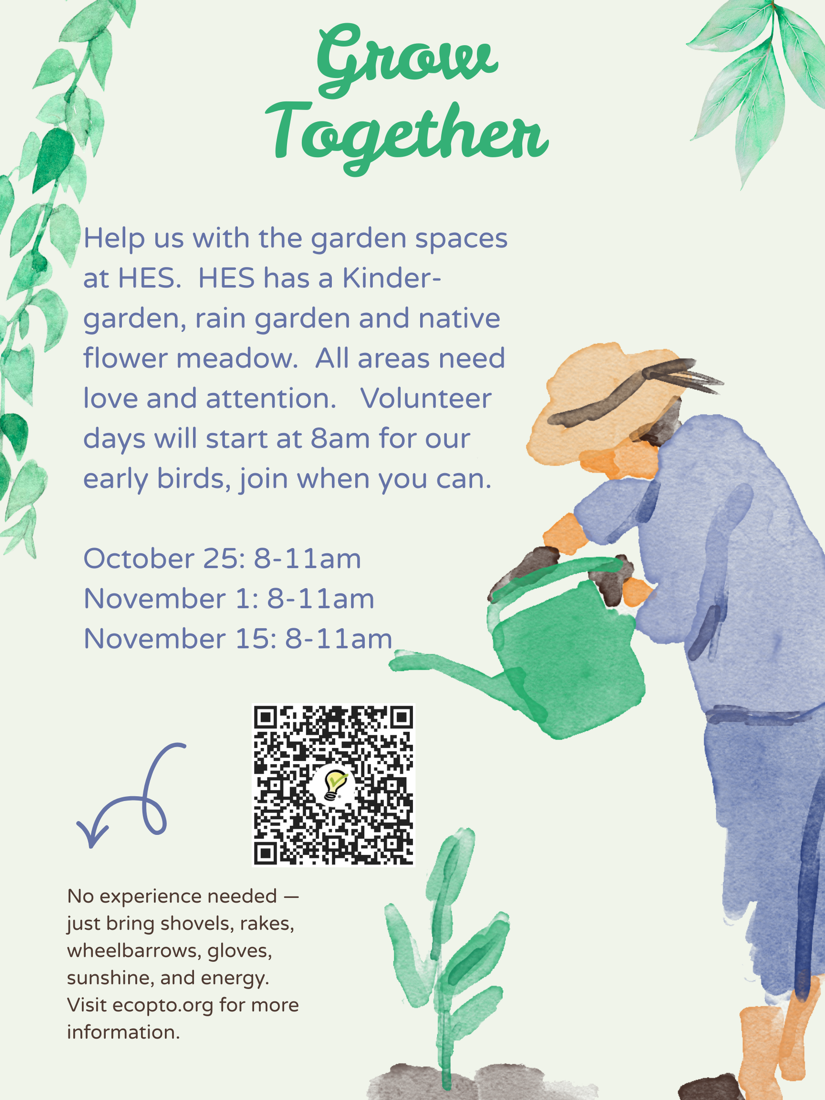 Grow
Together
Help us with the garden spaces
at HES.  HES has a Kinder-
garden, rain garden and native
flower meadow.  All areas need
love and attention.   Volunteer
days will start at 8am for our
early birds, join when you can.
October 25: 8-11am
November 1: 8-11am
November 15: 8-11am
No experience needed —
just bring shovels, rakes,
wheelbarrows, gloves,
sunshine, and energy.
Visit ecopto.org for more
information.